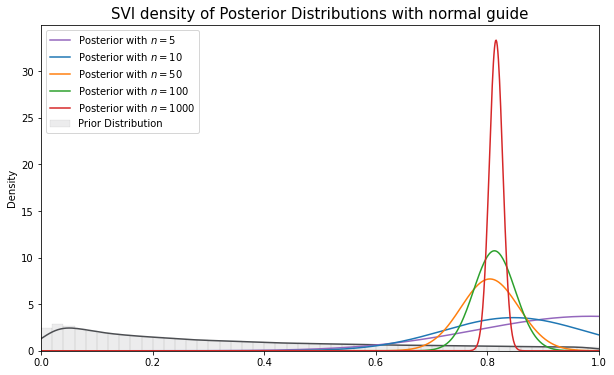 SVI density of Posterior Distributions with normal guide
Posterior with n = 5
Posterior with n = 10
Posterior with n = 50
Posterior with n = 100
Posterior with n = 1000
Prior Distribution
Density
30
25
20
15
10
5
0
0.0 0.2 0.4 0.6 0.8 1.0